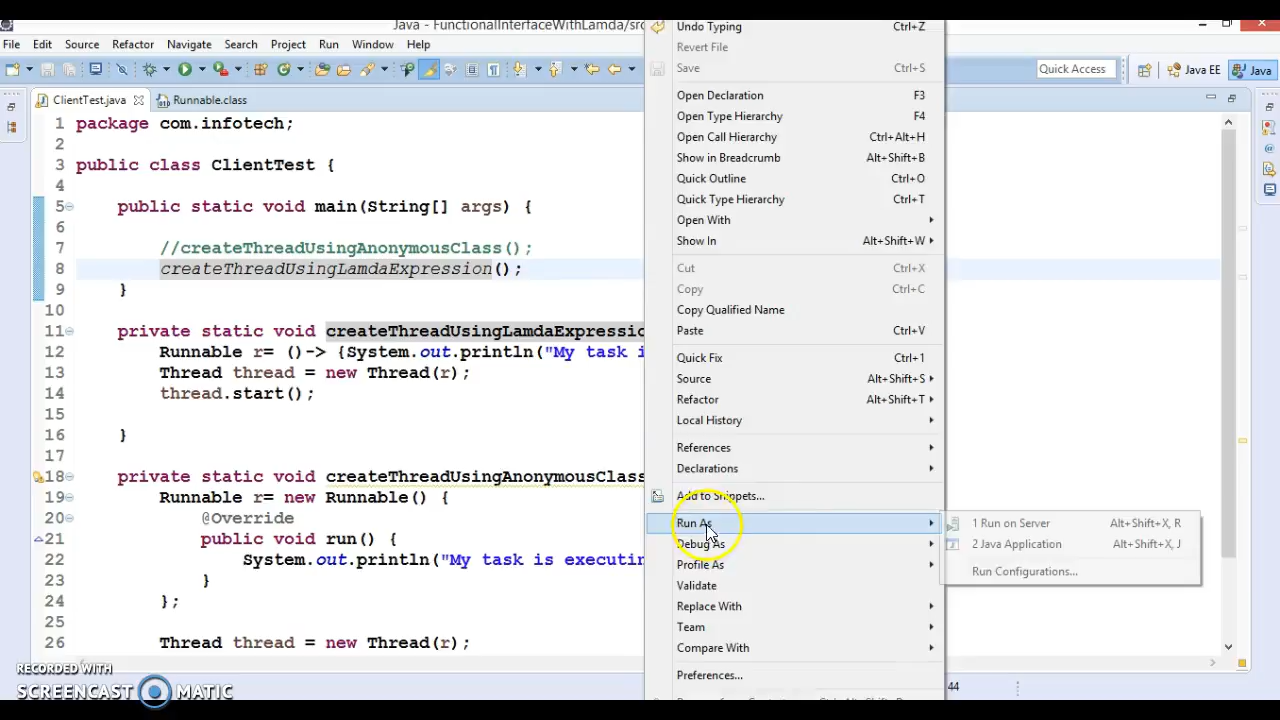 Java - FunctionalInterfaceWithLamda/src
File Edit Source Refactor Navigate Search Project Run Window Help
Quick Access Java EE Java
ClientTest.java Runnable.class
1 package com.infotech;
2
3 public class ClientTest {
4
5 public static void main(String[] args) {
6
7 //createThreadUsingAnonymousClass();
8 createThreadUsingLamdaExpression();
9 }
10
11 private static void createThreadUsingLamdaExpressio
12 Runnable r= ()-> {System.out.println("My task i
13 Thread thread = new Thread(r);
14 thread.start();
15
16 }
17
18 private static void createThreadUsingAnonymousClass
19 Runnable r= new Runnable() {
20 @Override
21 public void run() {
22 System.out.println("My task is executin
23 }
24 };
25
26 Thread thread = new Thread(r);
Undo Typing Ctrl+Z
Revert File
Save Ctrl+S
Open Declaration F3
Open Type Hierarchy F4
Open Call Hierarchy Ctrl+Alt+H
Show in Breadcrumb Alt+Shift+B
Quick Outline Ctrl+O
Quick Type Hierarchy Ctrl+T
Open With
Show In Alt+Shift+W
Cut Ctrl+X
Copy Ctrl+C
Copy Qualified Name
Paste Ctrl+V
Quick Fix Ctrl+1
Source Alt+Shift+S
Refactor Alt+Shift+T
Local History
References
Declarations
Add to Snippets...
Run As
Debug As
Profile As
Validate
Replace With
Team
Compare With
Preferences...
1 Run on Server Alt+Shift+X, R
2 Java Application Alt+Shift+X, J
Run Configurations...
44
RECORDED WITH
SCREENCAST MATIC